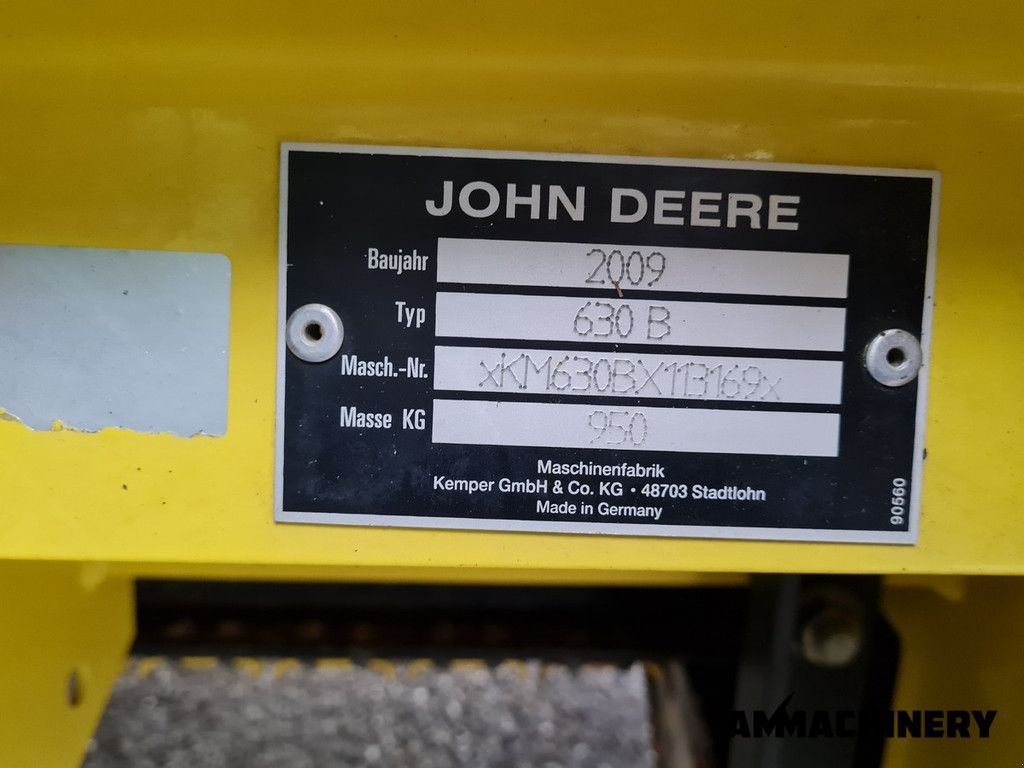 JOHN DEERE
Baujahr 2009
Typ 630 B
Masch.-Nr. xKM630BX113169x
Masse KG 950
Maschinenfabrik
Kemper GmbH & Co. KG • 48703 Stadtlohn
Made in Germany
90560
AMMACHINERY